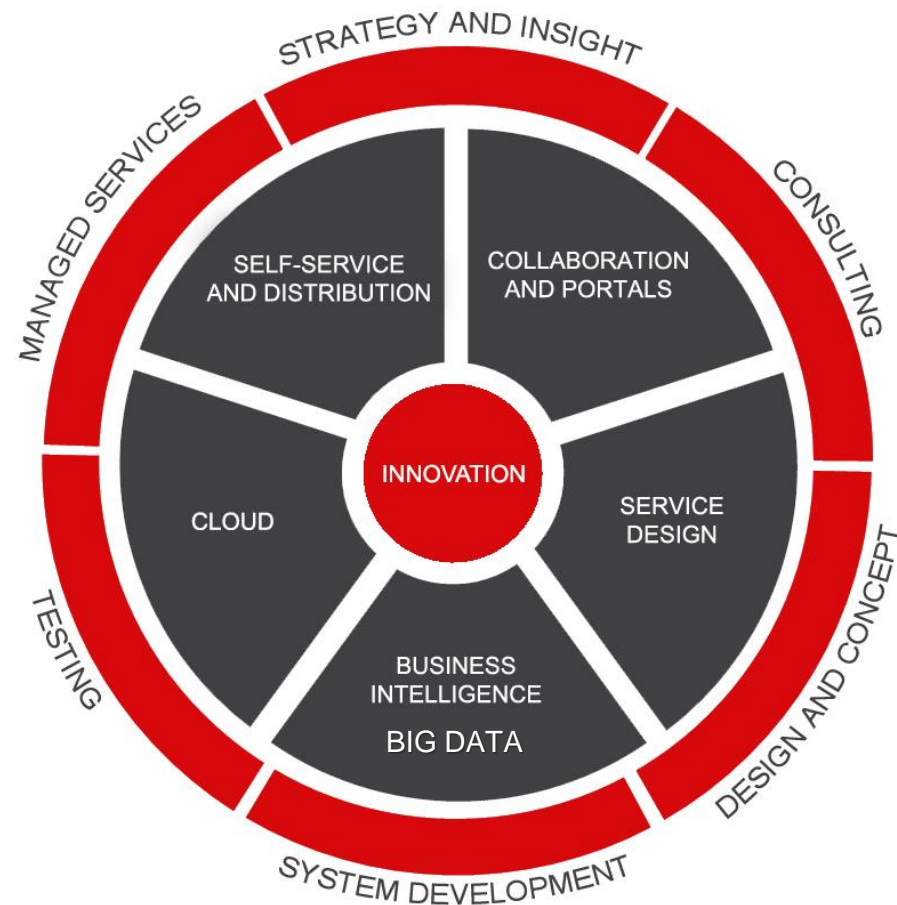 STRATEGY AND INSIGHT
MANAGED SERVICES
CONSULTING
SELF-SERVICE
AND DISTRIBUTION
COLLABORATION
AND PORTALS
INNOVATION
CLOUD
SERVICE
DESIGN
BUSINESS
INTELLIGENCE
BIG DATA
TESTING
DESIGN AND CONCEPT
SYSTEM DEVELOPMENT